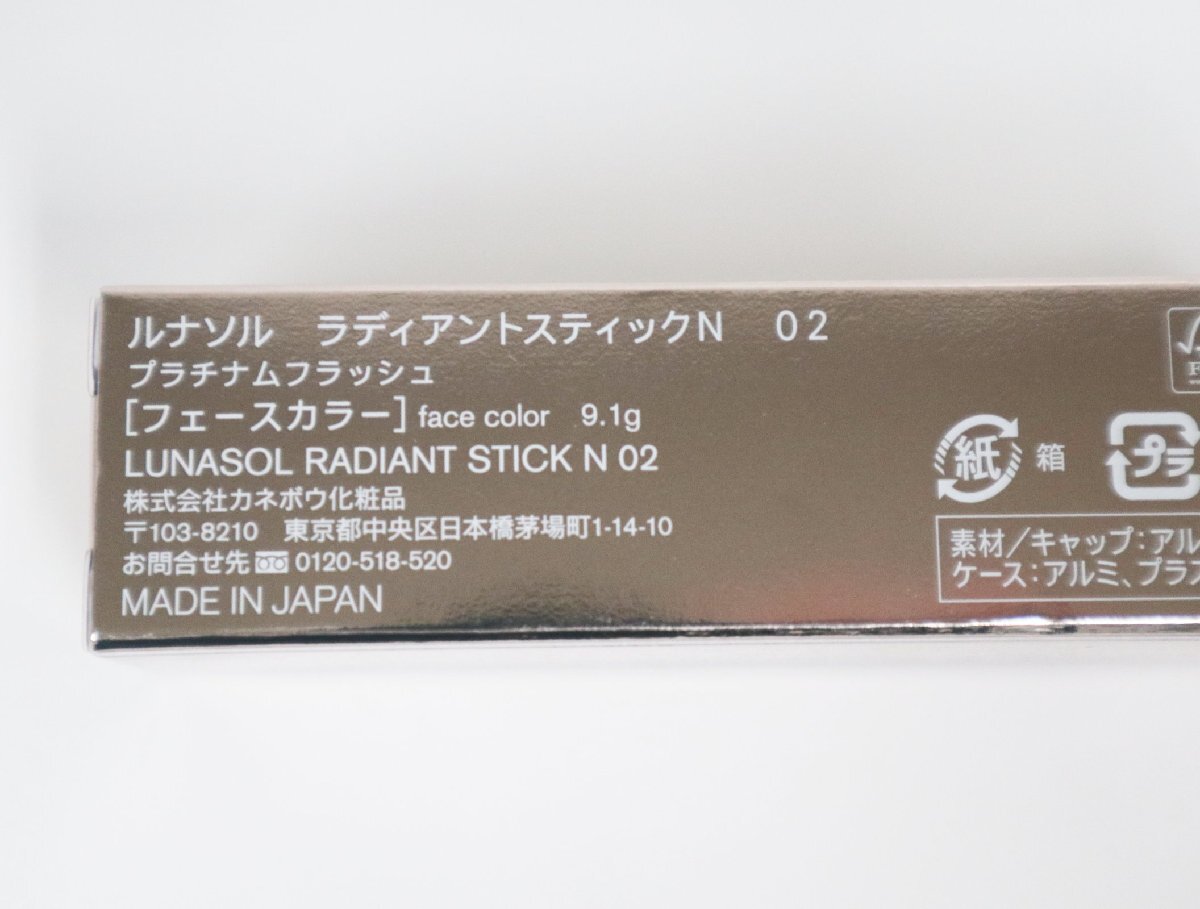 ルナソル ラディアントスティックN 02
プラチナムフラッシュ
[フェースカラー] face color 9.1g
LUNASOL RADIANT STICK N 02
株式会社カネボウ化粧品
〒103-8210 東京都中央区日本橋茅場町1-14-10
お問合せ先 0120-518-520
MADE IN JAPAN
紙 箱
プラ
素材/キャップ:アル
ケース:アルミ、プラ